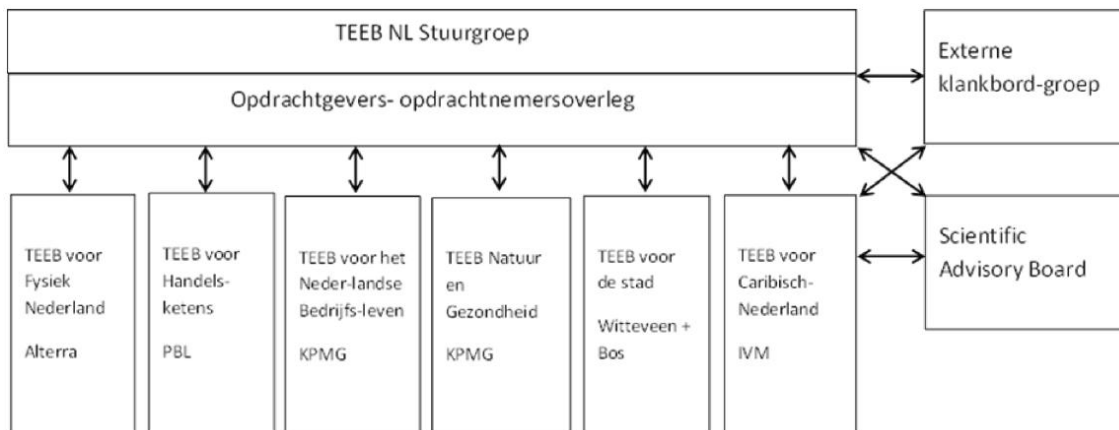 TEEB NL Stuurgroep
Opdrachtgevers- opdrachtnemersoverleg
Externe
klankbord-groep
TEEB voor
Fysiek
Nederland
Alterra
TEEB voor
Handels-
ketens
PBL
TEEB voor het
Neder-landse
Bedrijfs-leven
KPMG
TEEB Natuur
en
Gezondheid
KPMG
TEEB voor
de stad
Witteveen +
Bos
TEEB voor
Caribisch-
Nederland
IVM
Scientific
Advisory Board